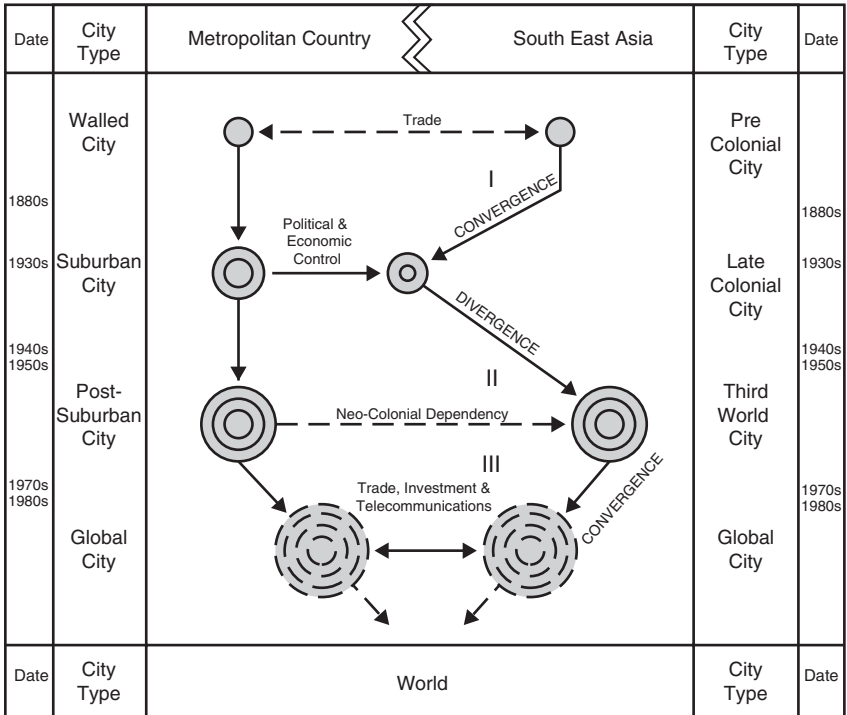 Date
City
Type
Metropolitan Country
South East Asia
City
Type
Date
Walled
City
Trade
Pre
Colonial
City
I
CONVERGENCE
1880s
1880s
Political &
Economic
Control
1930s
Suburban
City
Late
Colonial
City
1930s
DIVERGENCE
1940s
1950s
1940s
1950s
II
Post-
Suburban
City
Neo-Colonial Dependency
Third
World
City
III
CONVERGENCE
1970s
1980s
Trade, Investment &
Telecommunications
1970s
1980s
Global
City
Global
City
Date
City
Type
World
City
Type
Date